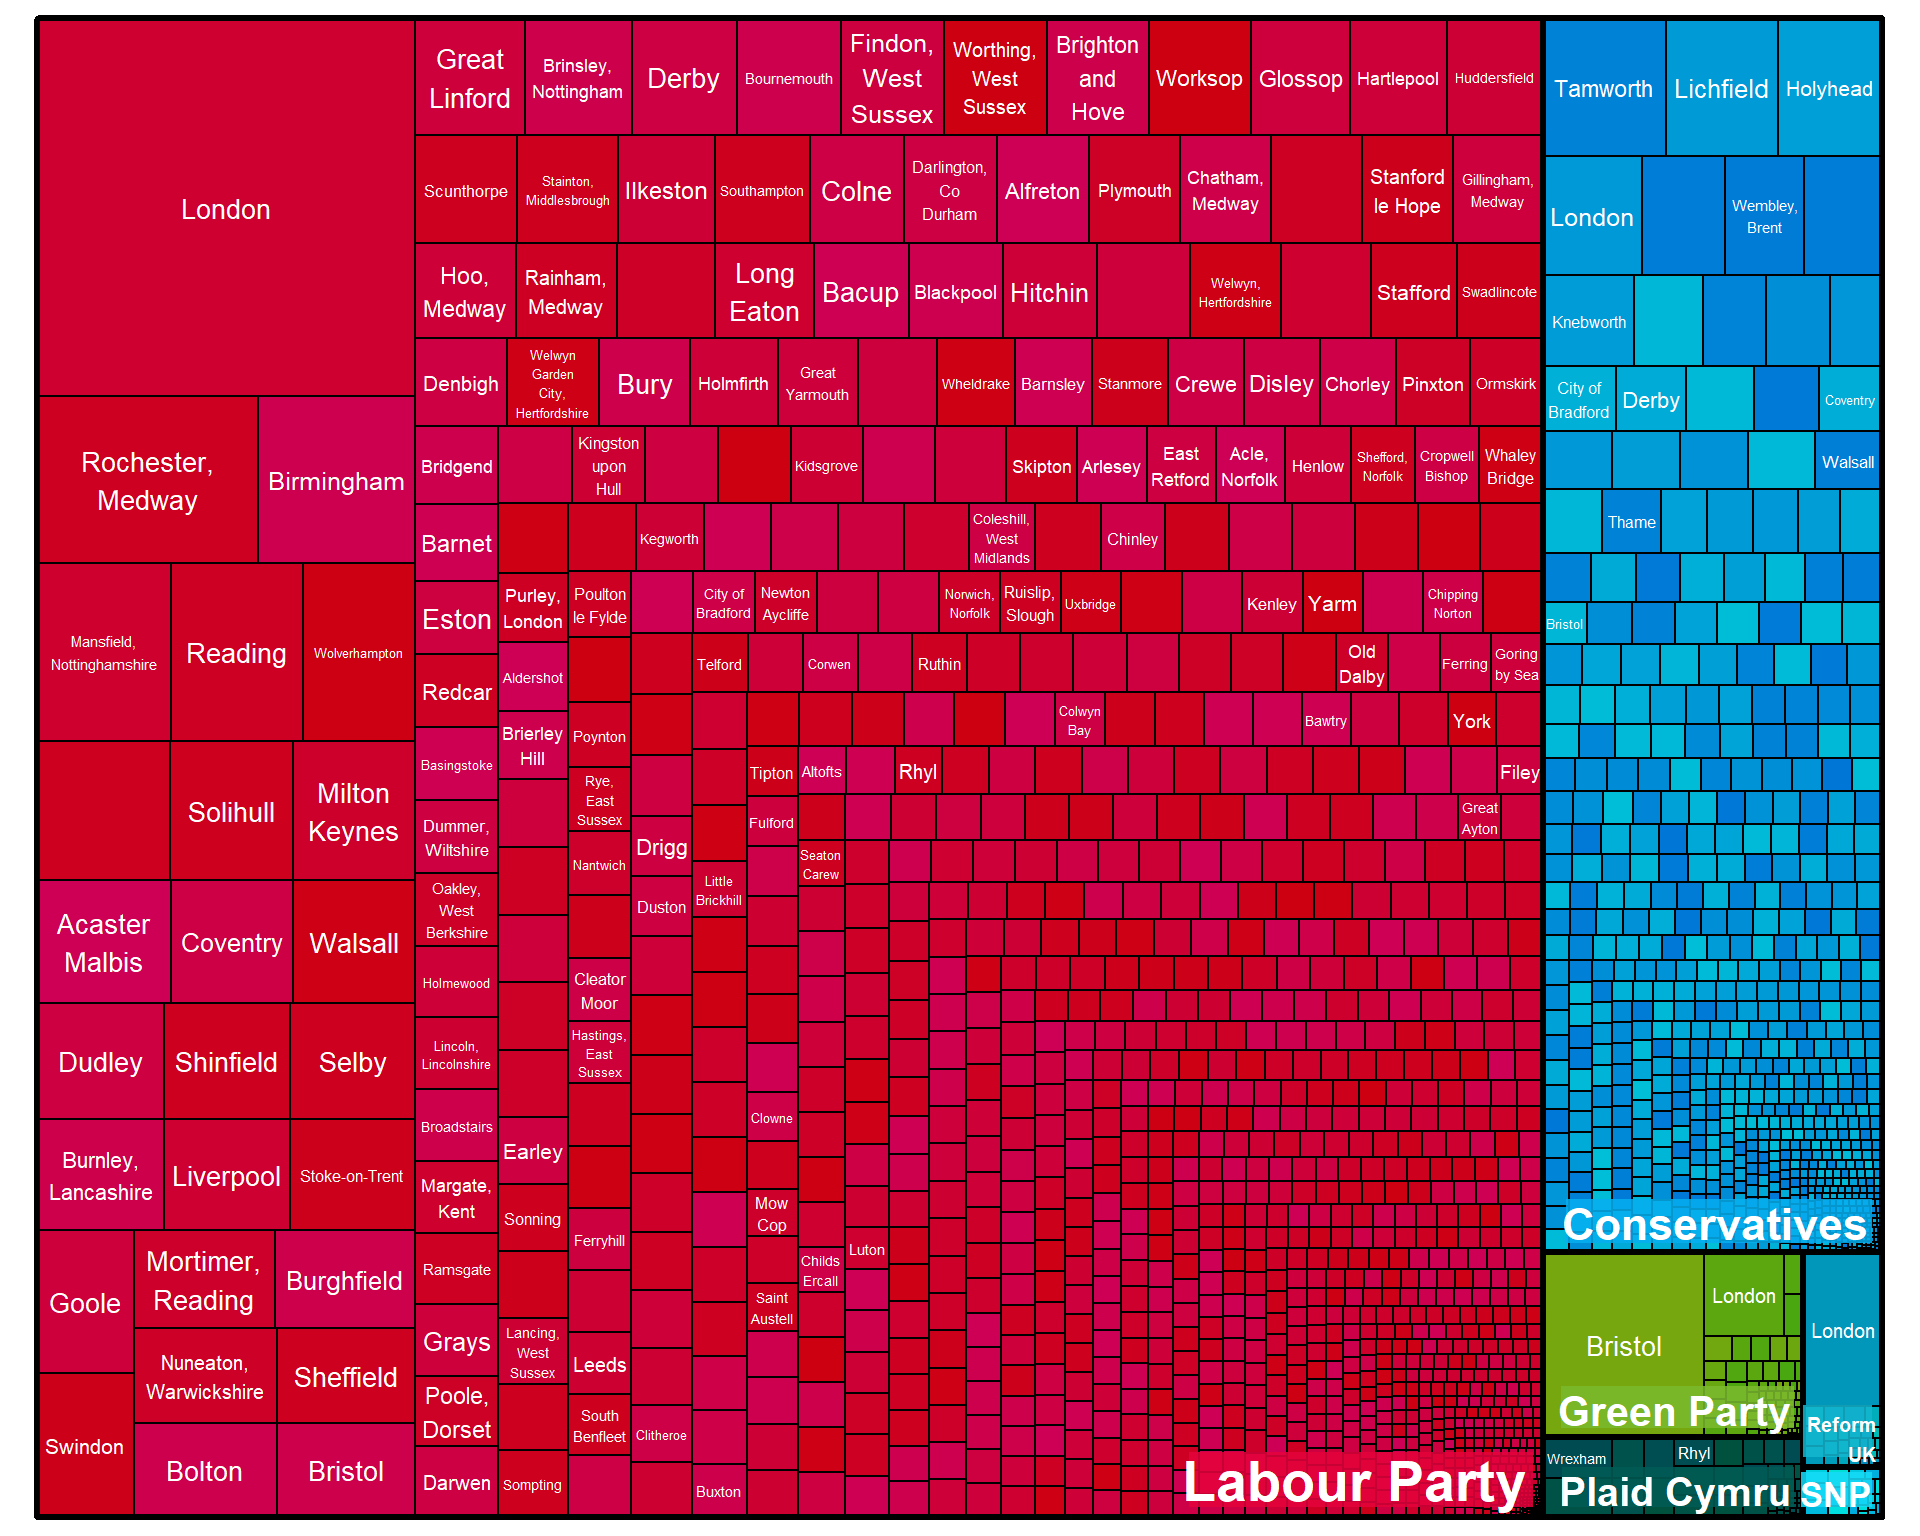 London
Rochester,
Medway
Birmingham
Mansfield,
Nottinghamshire
Reading
Wolverhampton
Solihull
Milton
Keynes
Acaster
Malbis
Coventry
Walsall
Dudley
Shinfield
Selby
Burnley,
Lancashire
Liverpool
Stoke-on-Trent
Goole
Mortimer,
Reading
Burghfield
Nuneaton,
Warwickshire
Sheffield
Swindon
Bolton
Bristol
Great
Linford
Brinsley,
Nottingham
Derby
Bournemouth
Findon,
West
Sussex
Worthing,
West
Sussex
Brighton
and
Hove
Worksop
Glossop
Hartlepool
Huddersfield
Scunthorpe
Stainton,
Middlesbrough
Ilkeston
Southampton
Colne
Darlington,
Co
Durham
Alfreton
Plymouth
Chatham,
Medway
Stanford
le Hope
Gillingham,
Medway
Hoo,
Medway
Rainham,
Medway
Long
Eaton
Bacup
Blackpool
Hitchin
Welwyn,
Hertfordshire
Stafford
Swadlincote
Denbigh
Welwyn
Garden
City,
Hertfordshire
Bury
Holmfirth
Great
Yarmouth
Wheldrake
Barnsley
Stanmore
Crewe
Disley
Chorley
Pinxton
Ormskirk
Bridgend
Kingston
upon
Hull
Kidsgrove
Skipton
Arlesey
East
Retford
Acle,
Norfolk
Henlow
Shefford,
Norfolk
Cropwell
Bishop
Whaley
Bridge
Barnet
Kegworth
Coleshill,
West
Midlands
Chinley
Eston
Purley,
London
Poulton
le Fylde
City of
Bradford
Newton
Aycliffe
Norwich,
Norfolk
Ruislip,
Slough
Uxbridge
Kenley
Yarm
Chipping
Norton
Redcar
Aldershot
Telford
Corwen
Ruthin
Old
Dalby
Ferring
Goring
by Sea
Basingstoke
Brierley
Hill
Poynton
Colwyn
Bay
Bawtry
York
Rye,
East
Sussex
Tipton
Altofts
Rhyl
Filey
Dummer,
Wiltshire
Nantwich
Drigg
Fulford
Great
Ayton
Oakley,
West
Berkshire
Duston
Little
Brickhill
Seaton
Carew
Holmewood
Cleator
Moor
Lincoln,
Lincolnshire
Hastings,
East
Sussex
Broadstairs
Earley
Clowne
Margate,
Kent
Sonning
Ferryhill
Mow
Cop
Luton
Ramsgate
Childs
Ercall
Saint
Austell
Grays
Lancing,
West
Sussex
Leeds
Poole,
Dorset
South
Benfleet
Clitheroe
Darwen
Sompting
Buxton
Labour Party
Tamworth
Lichfield
Holyhead
London
Wembley,
Brent
Knebworth
City of
Bradford
Derby
Coventry
Walsall
Thame
Bristol
Conservatives
Bristol
London
Green Party
London
Reform
UK
Wrexham
Rhyl
Plaid Cymru
SNP